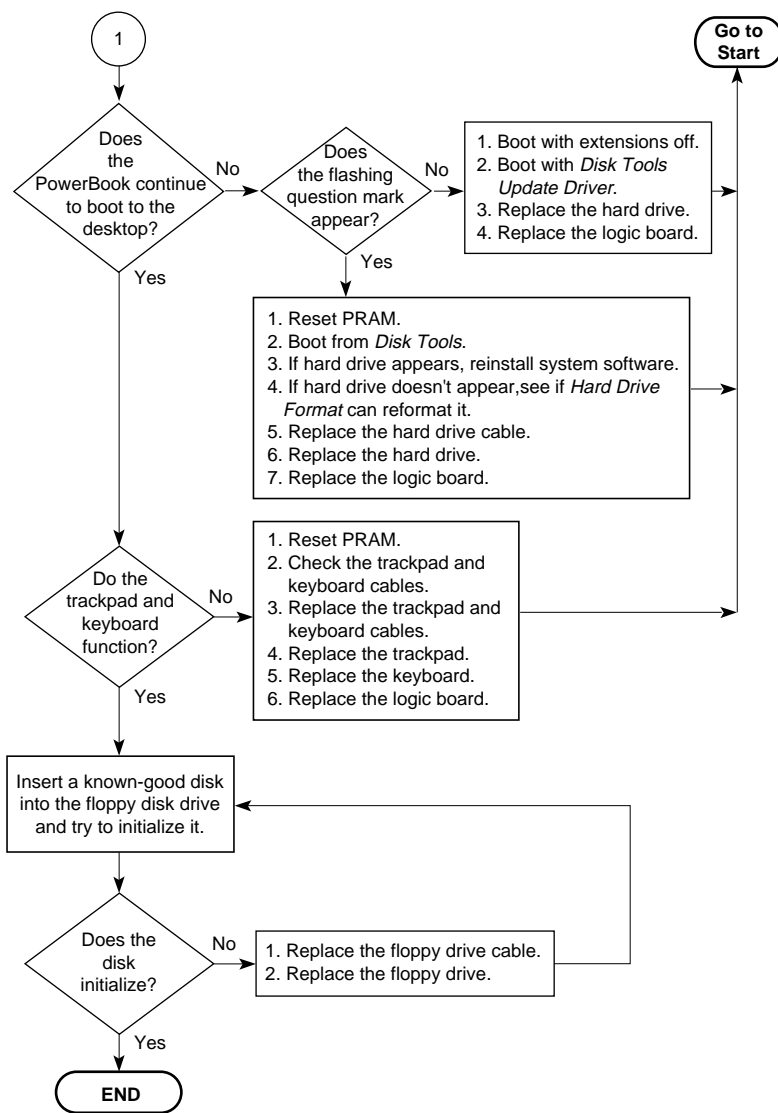 1
Go to
Start
Does
the
PowerBook continue
to boot to the
desktop?
No
Yes
Does
the flashing
question mark
appear?
No
Yes
1. Boot with extensions off.
2. Boot with Disk Tools
Update Driver.
3. Replace the hard drive.
4. Replace the logic board.
1. Reset PRAM.
2. Boot from Disk Tools.
3. If hard drive appears, reinstall system software.
4. If hard drive doesn't appear,see if Hard Drive
Format can reformat it.
5. Replace the hard drive cable.
6. Replace the hard drive.
7. Replace the logic board.
Do the
trackpad and
keyboard
function?
No
Yes
1. Reset PRAM.
2. Check the trackpad and
keyboard cables.
3. Replace the trackpad and
keyboard cables.
4. Replace the trackpad.
5. Replace the keyboard.
6. Replace the logic board.
Insert a known-good disk
into the floppy disk drive
and try to initialize it.
Does the
disk
initialize?
No
Yes
1. Replace the floppy drive cable.
2. Replace the floppy drive.
END